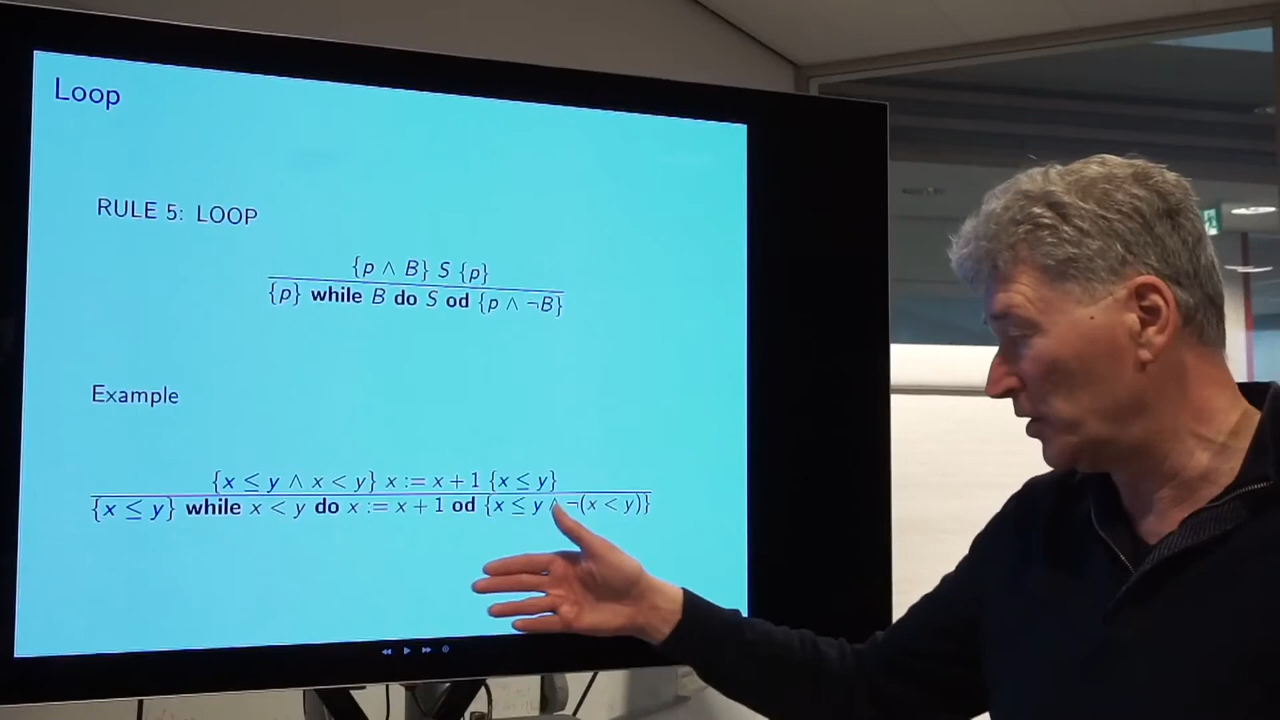 Loop
RULE 5: LOOP
{p ∧ B} S {p}
{p} while B do S od {p ∧ ¬B}
Example
{x ≤ y ∧ x < y} x := x + 1 {x ≤ y}
{x ≤ y} while x < y do x := x + 1 od {x ≤ y ∧ ¬(x < y)}